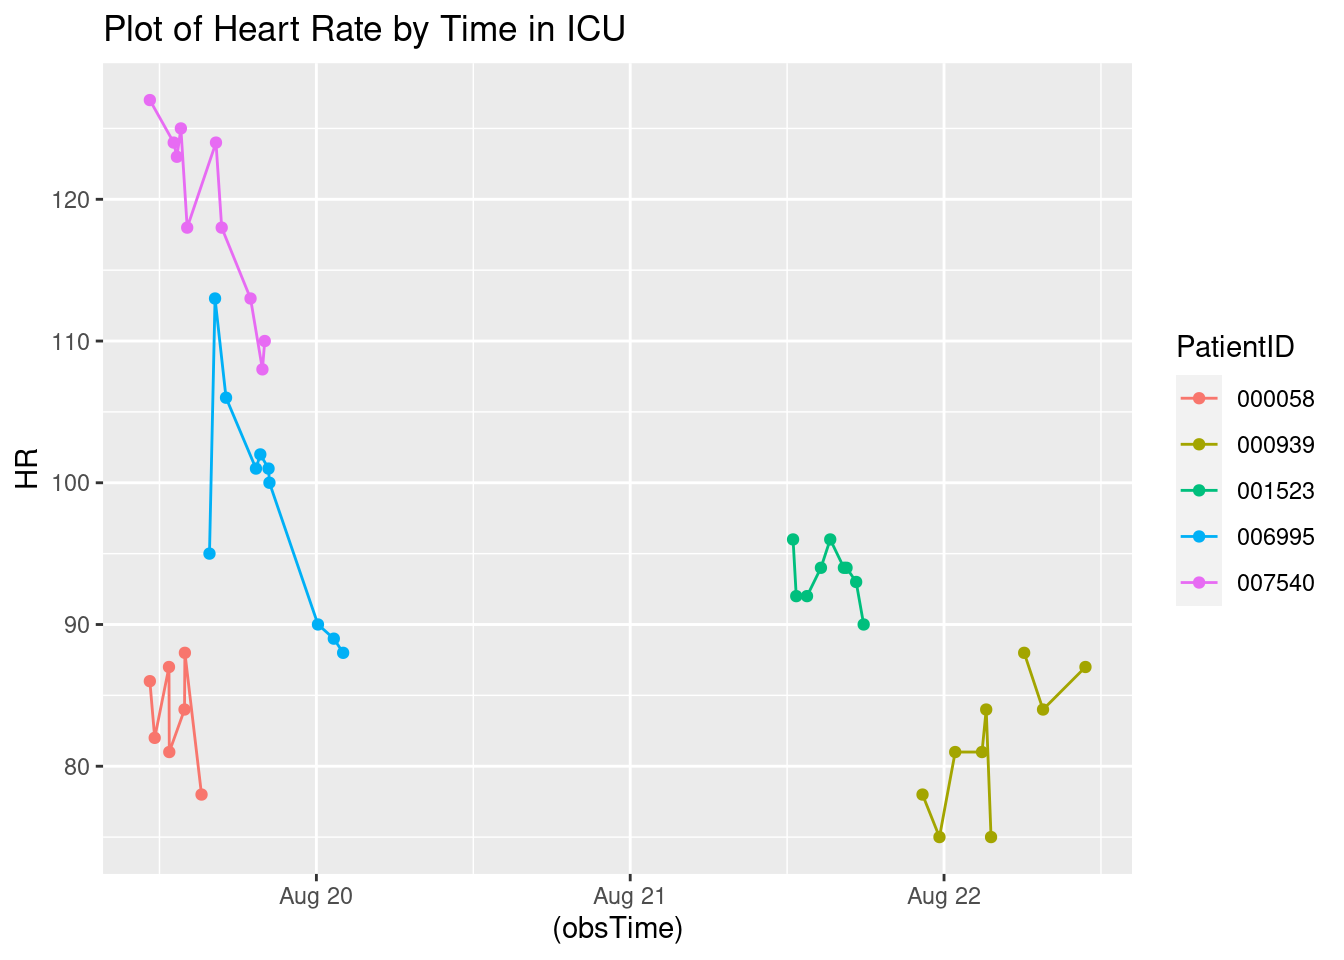 Plot of Heart Rate by Time in ICU
HR
120
110
100
90
80
Aug 20
Aug 21
Aug 22
(obsTime)
PatientID
000058
000939
001523
006995
007540